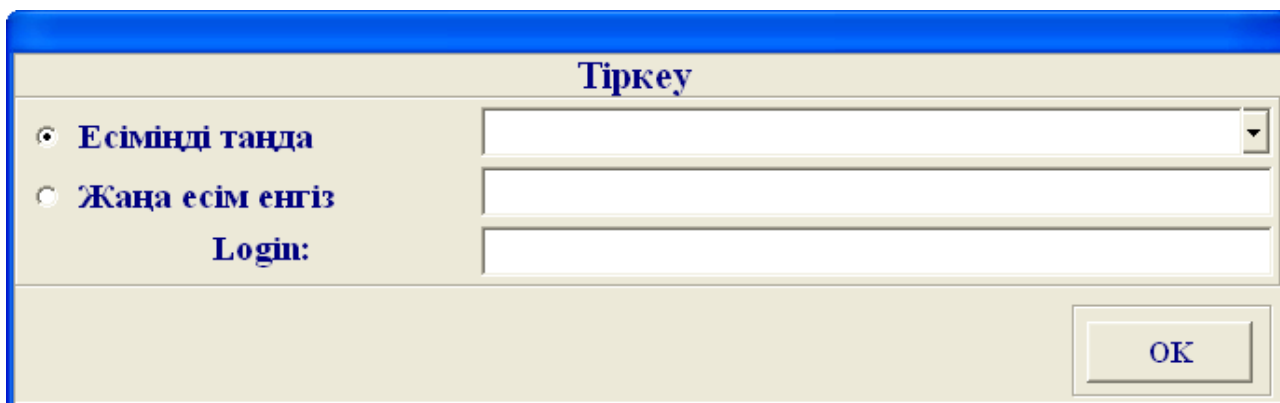 Тіркеу
Есіміңді таңда
Жаңа есім енгіз
Login:
OK